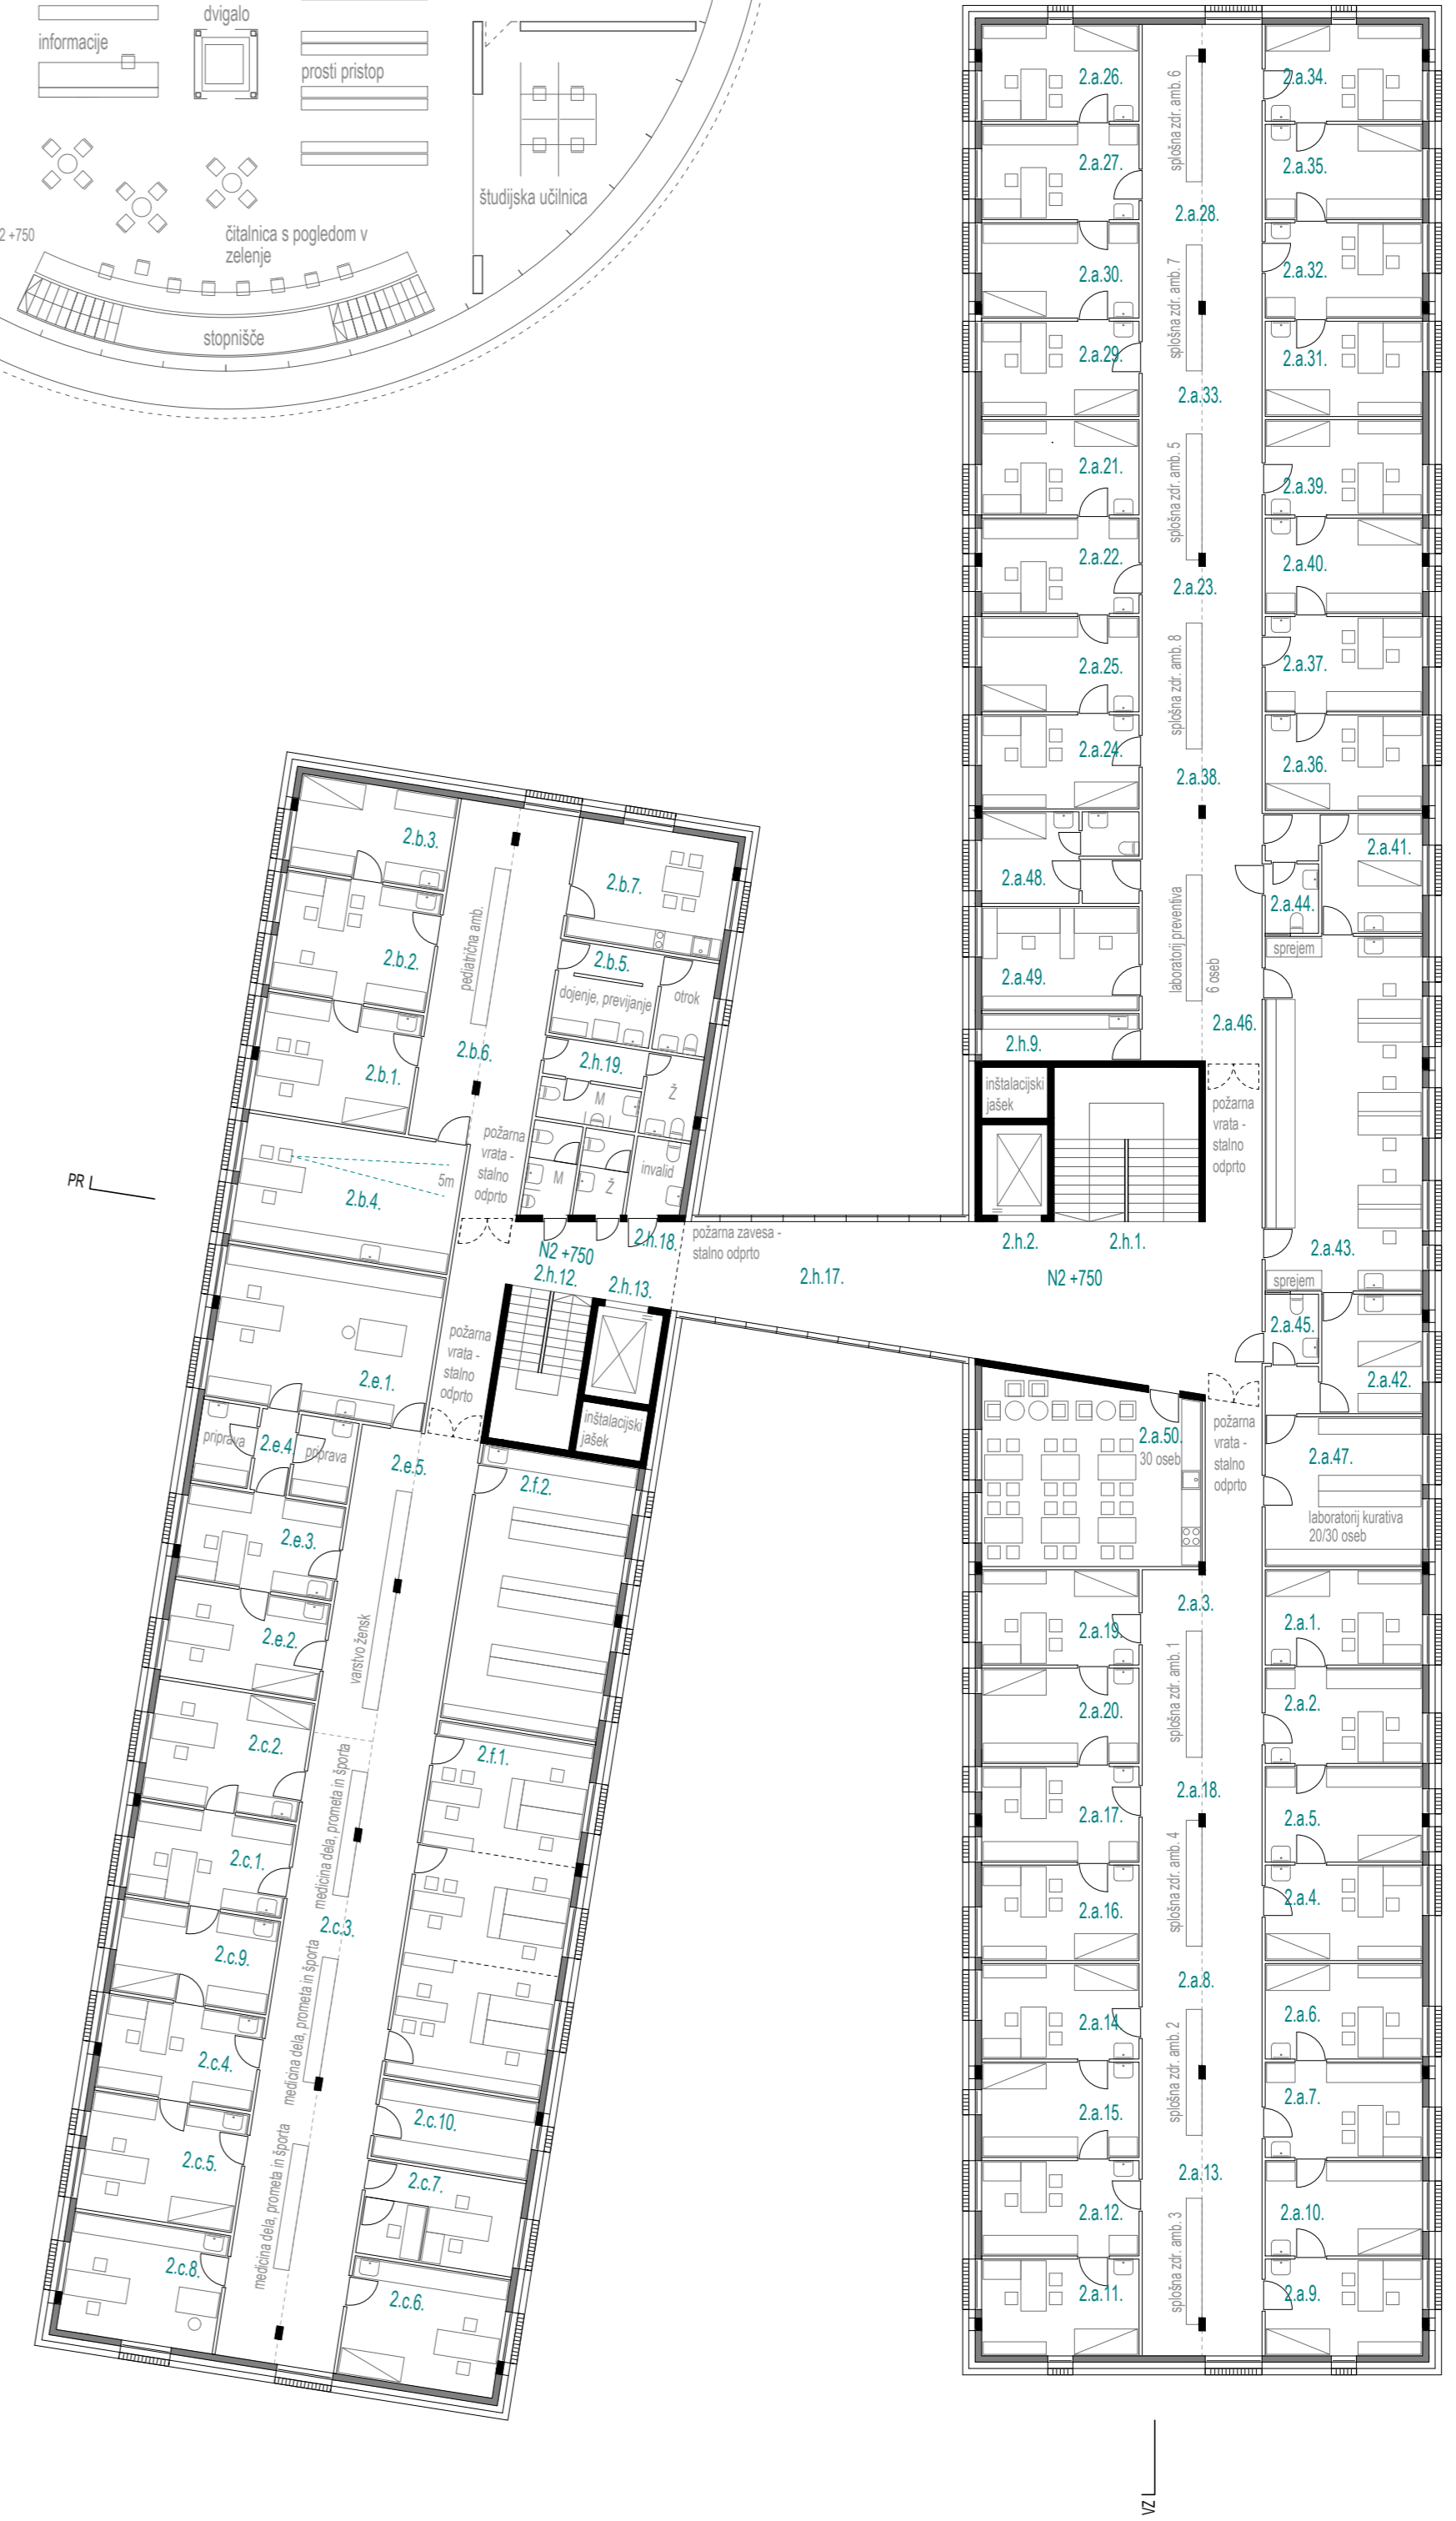 dvigalo
informacije
prosti pristop
študijska učilnica
2 +750
čitalnica s pogledom v
zelenje
stopnišče
2.a.26.
2.a.27.
2.a.30.
2.a.29.
2.a.21.
2.a.22.
2.a.25.
2.a.24.
2.a.48.
2.a.49.
2.h.9.
splošna zdr. amb. 6
2.a.28.
splošna zdr. amb. 7
2.a.33.
splošna zdr. amb. 5
2.a.23.
splošna zdr. amb. 8
2.a.38.
laboratorij preventiva
6 oseb
2.a.46.
2.a.34.
2.a.35.
2.a.32.
2.a.31.
2.a.39.
2.a.40.
2.a.37.
2.a.36.
2.a.41.
2.a.44.
sprejem
2.a.43.
sprejem
2.a.45.
2.a.42.
inštalacijski
jašek
požarna
vrata -
stalno
odprto
2.h.2.
2.h.1.
N2 +750
2.h.17.
požarna zavesa -
stalno odprto
2.b.3.
2.b.2.
2.b.1.
2.b.4.
5m
PR
pediatrična amb.
2.b.6.
2.b.7.
2.b.5.
dojenje, previjanje
otrok
2.h.19.
M
Ž
M
Ž
invalid
požarna
vrata -
stalno
odprto
N2 +750
2.h.18.
2.h.12.
2.h.13.
požarna
vrata -
stalno
odprto
inštalacijski
jašek
2.e.1.
priprava
2.e.4.
priprava
2.e.5.
2.e.3.
2.e.2.
varstvo žensk
2.f.2.
2.f.1.
2.c.2.
2.c.1.
2.c.9.
2.c.4.
2.c.5.
2.c.8.
medicina dela, prometa in športa
2.c.3.
medicina dela, prometa in športa
medicina dela, prometa in športa
2.c.10.
2.c.7.
2.c.6.
2.a.50.
30 oseb
požarna
vrata -
stalno
odprto
2.a.47.
laboratorij kurativa
20/30 oseb
2.a.19.
2.a.20.
2.a.17.
2.a.16.
2.a.14.
2.a.15.
2.a.12.
2.a.11.
2.a.3.
splošna zdr. amb. 1
2.a.18.
splošna zdr. amb. 4
2.a.8.
splošna zdr. amb. 2
2.a.13.
splošna zdr. amb. 3
2.a.1.
2.a.2.
2.a.5.
2.a.4.
2.a.6.
2.a.7.
2.a.10.
2.a.9.
VZ